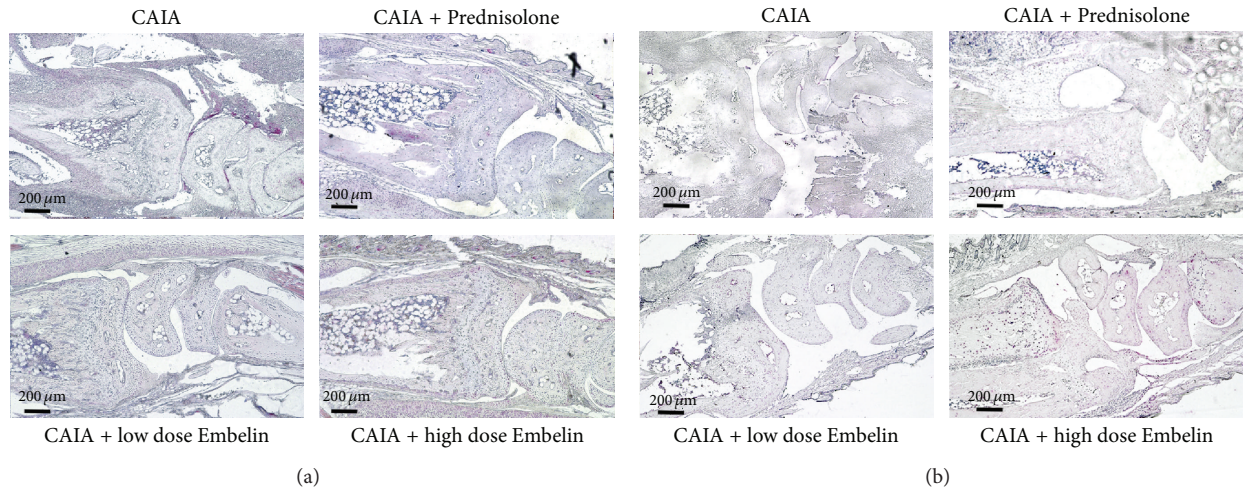 CAIA
CAIA + Prednisolone
CAIA
CAIA + Prednisolone
200 µm
200 µm
200 µm
200 µm
200 µm
200 µm
200 µm
200 µm
CAIA + low dose Embelin
CAIA + high dose Embelin
CAIA + low dose Embelin
CAIA + high dose Embelin
(a)
(b)